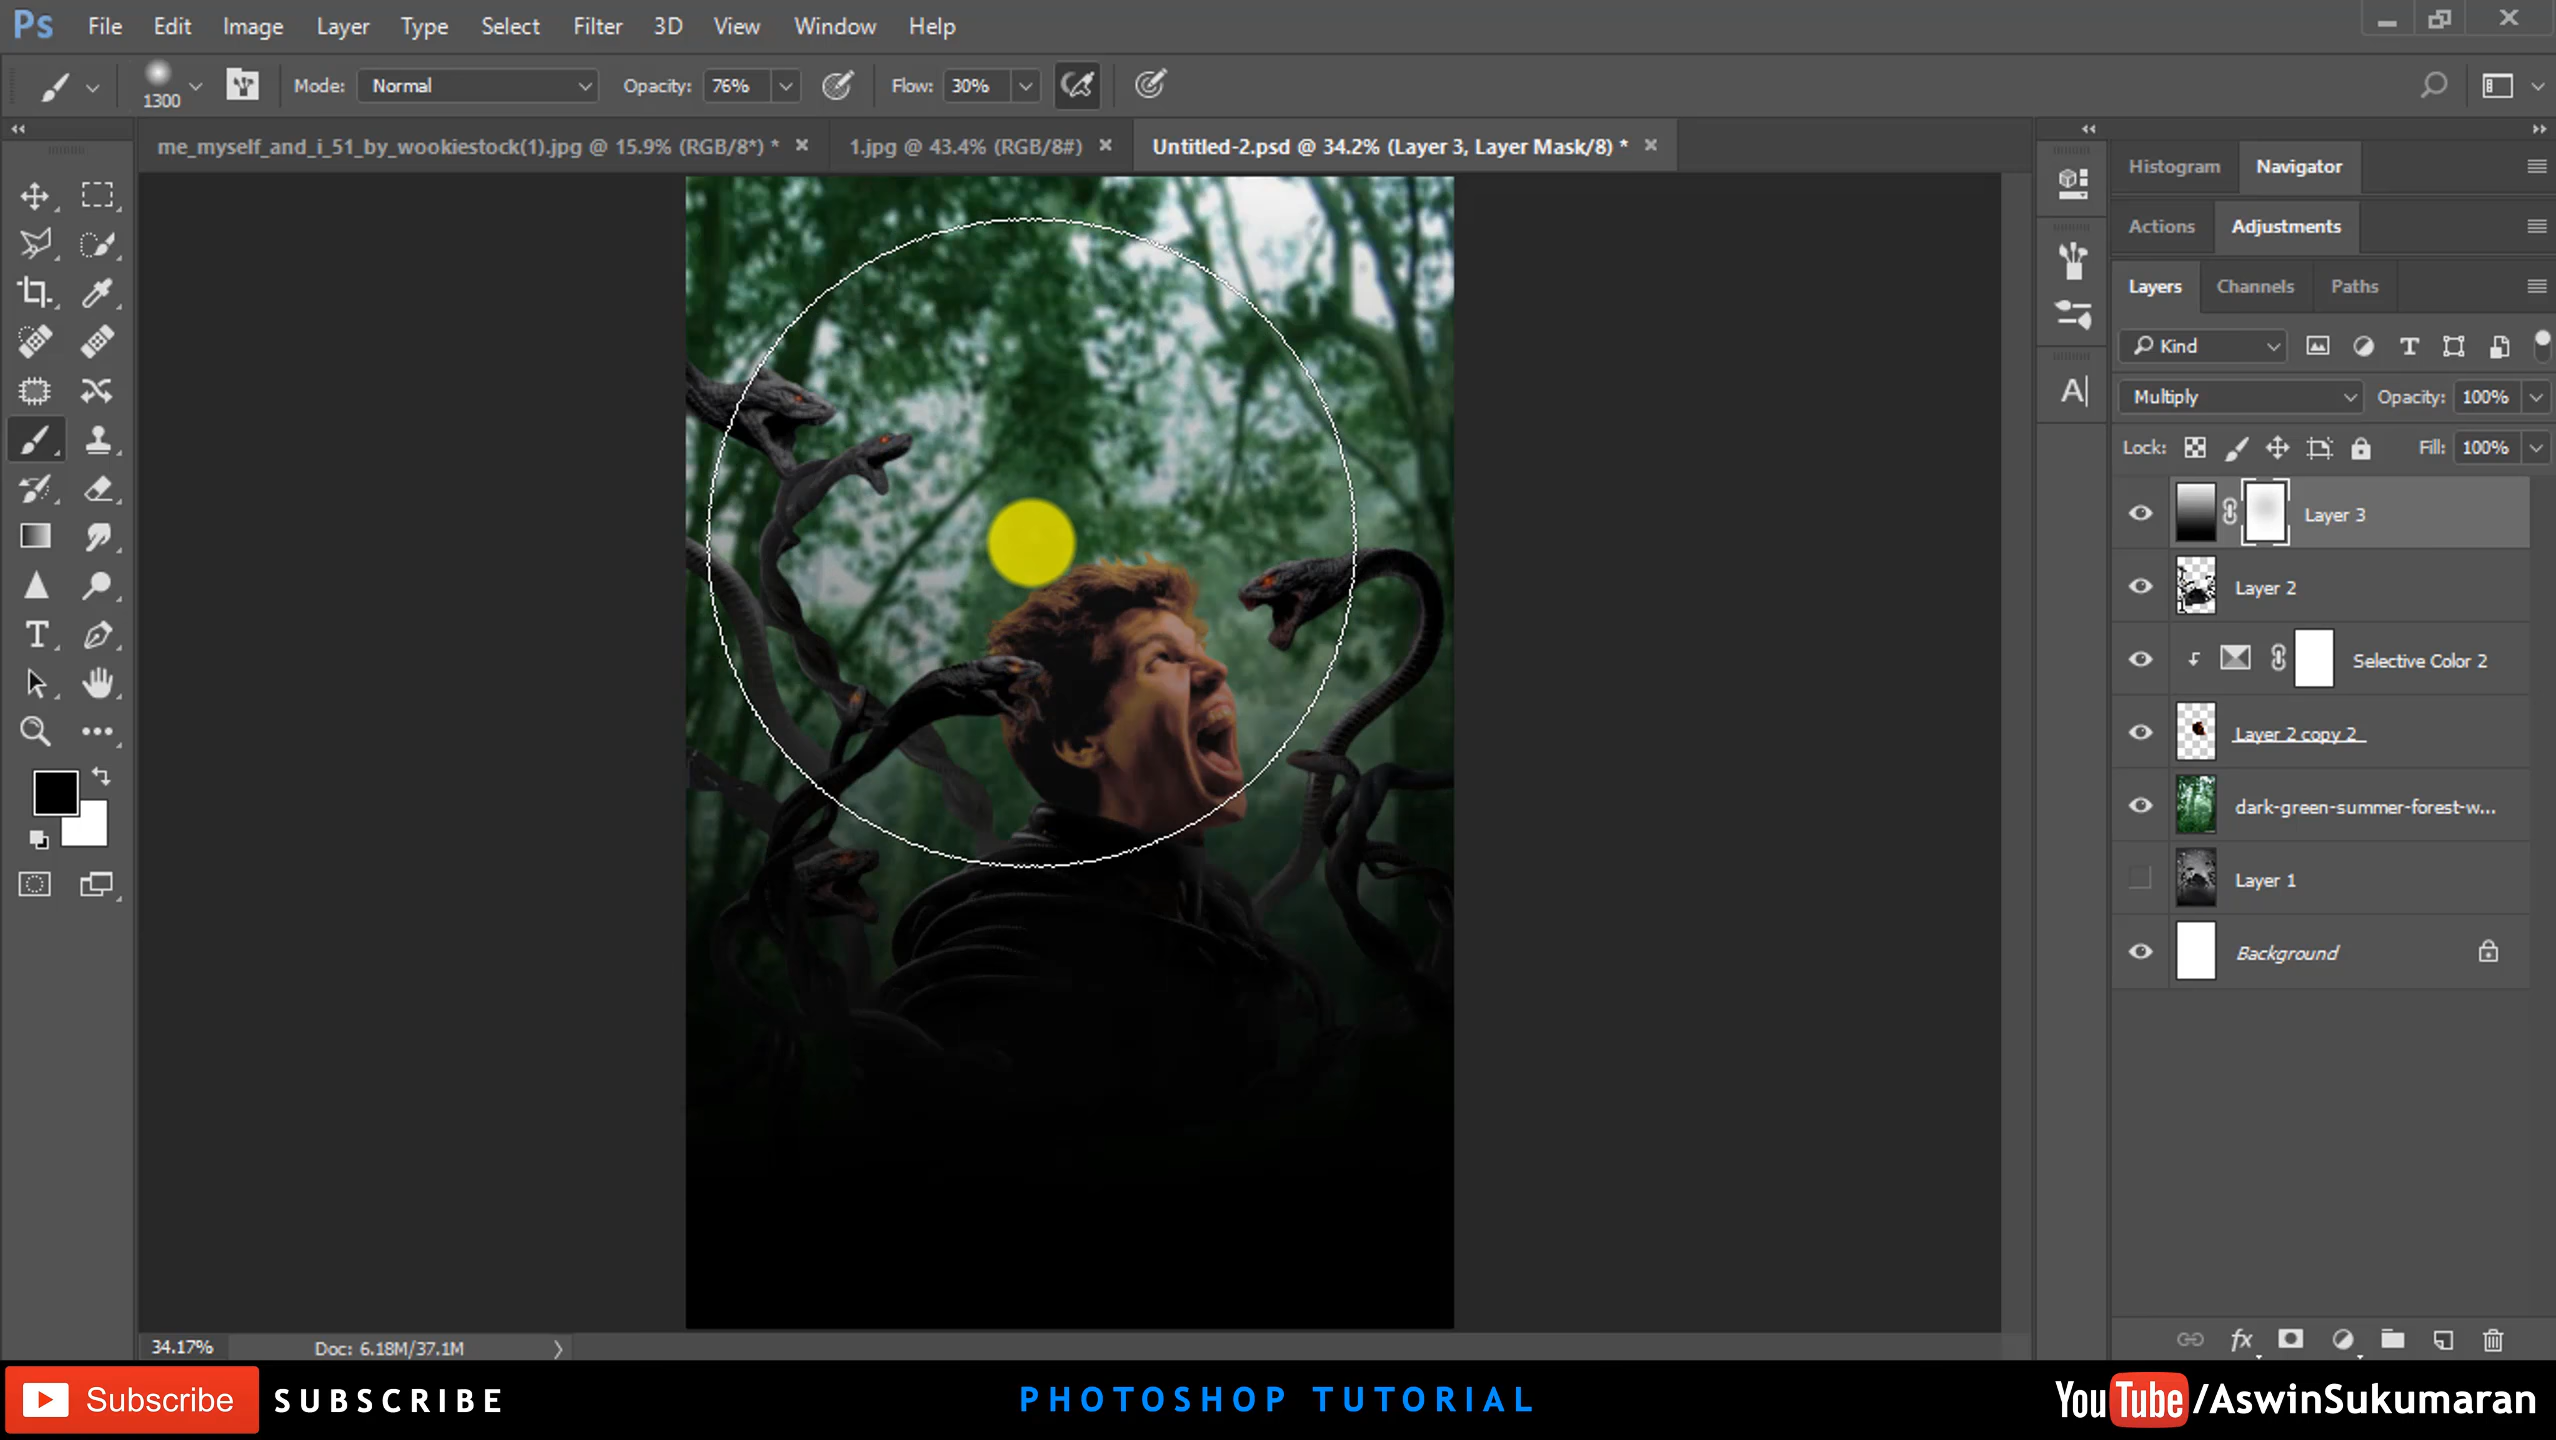 Ps File Edit Image Layer Type Select Filter 3D View Window Help
1300 Mode: Normal Opacity: 76% Flow: 30%
me_myself_and_i_51_by_wookiestock(1).jpg @ 15.9% (RGB/8*) * 1.jpg @ 43.4% (RGB/8#) Untitled-2.psd @ 34.2% (Layer 3, Layer Mask/8) *
Histogram Navigator
Actions Adjustments
Layers Channels Paths
Kind
Multiply Opacity: 100%
Lock: Fill: 100%
Layer 3
Layer 2
Selective Color 2
Layer 2 copy 2
dark-green-summer-forest-w...
Layer 1
Background
34.17% Doc: 6.18M/37.1M
Subscribe SUBSCRIBE PHOTOSHOP TUTORIAL YouTube/AswinSukumaran